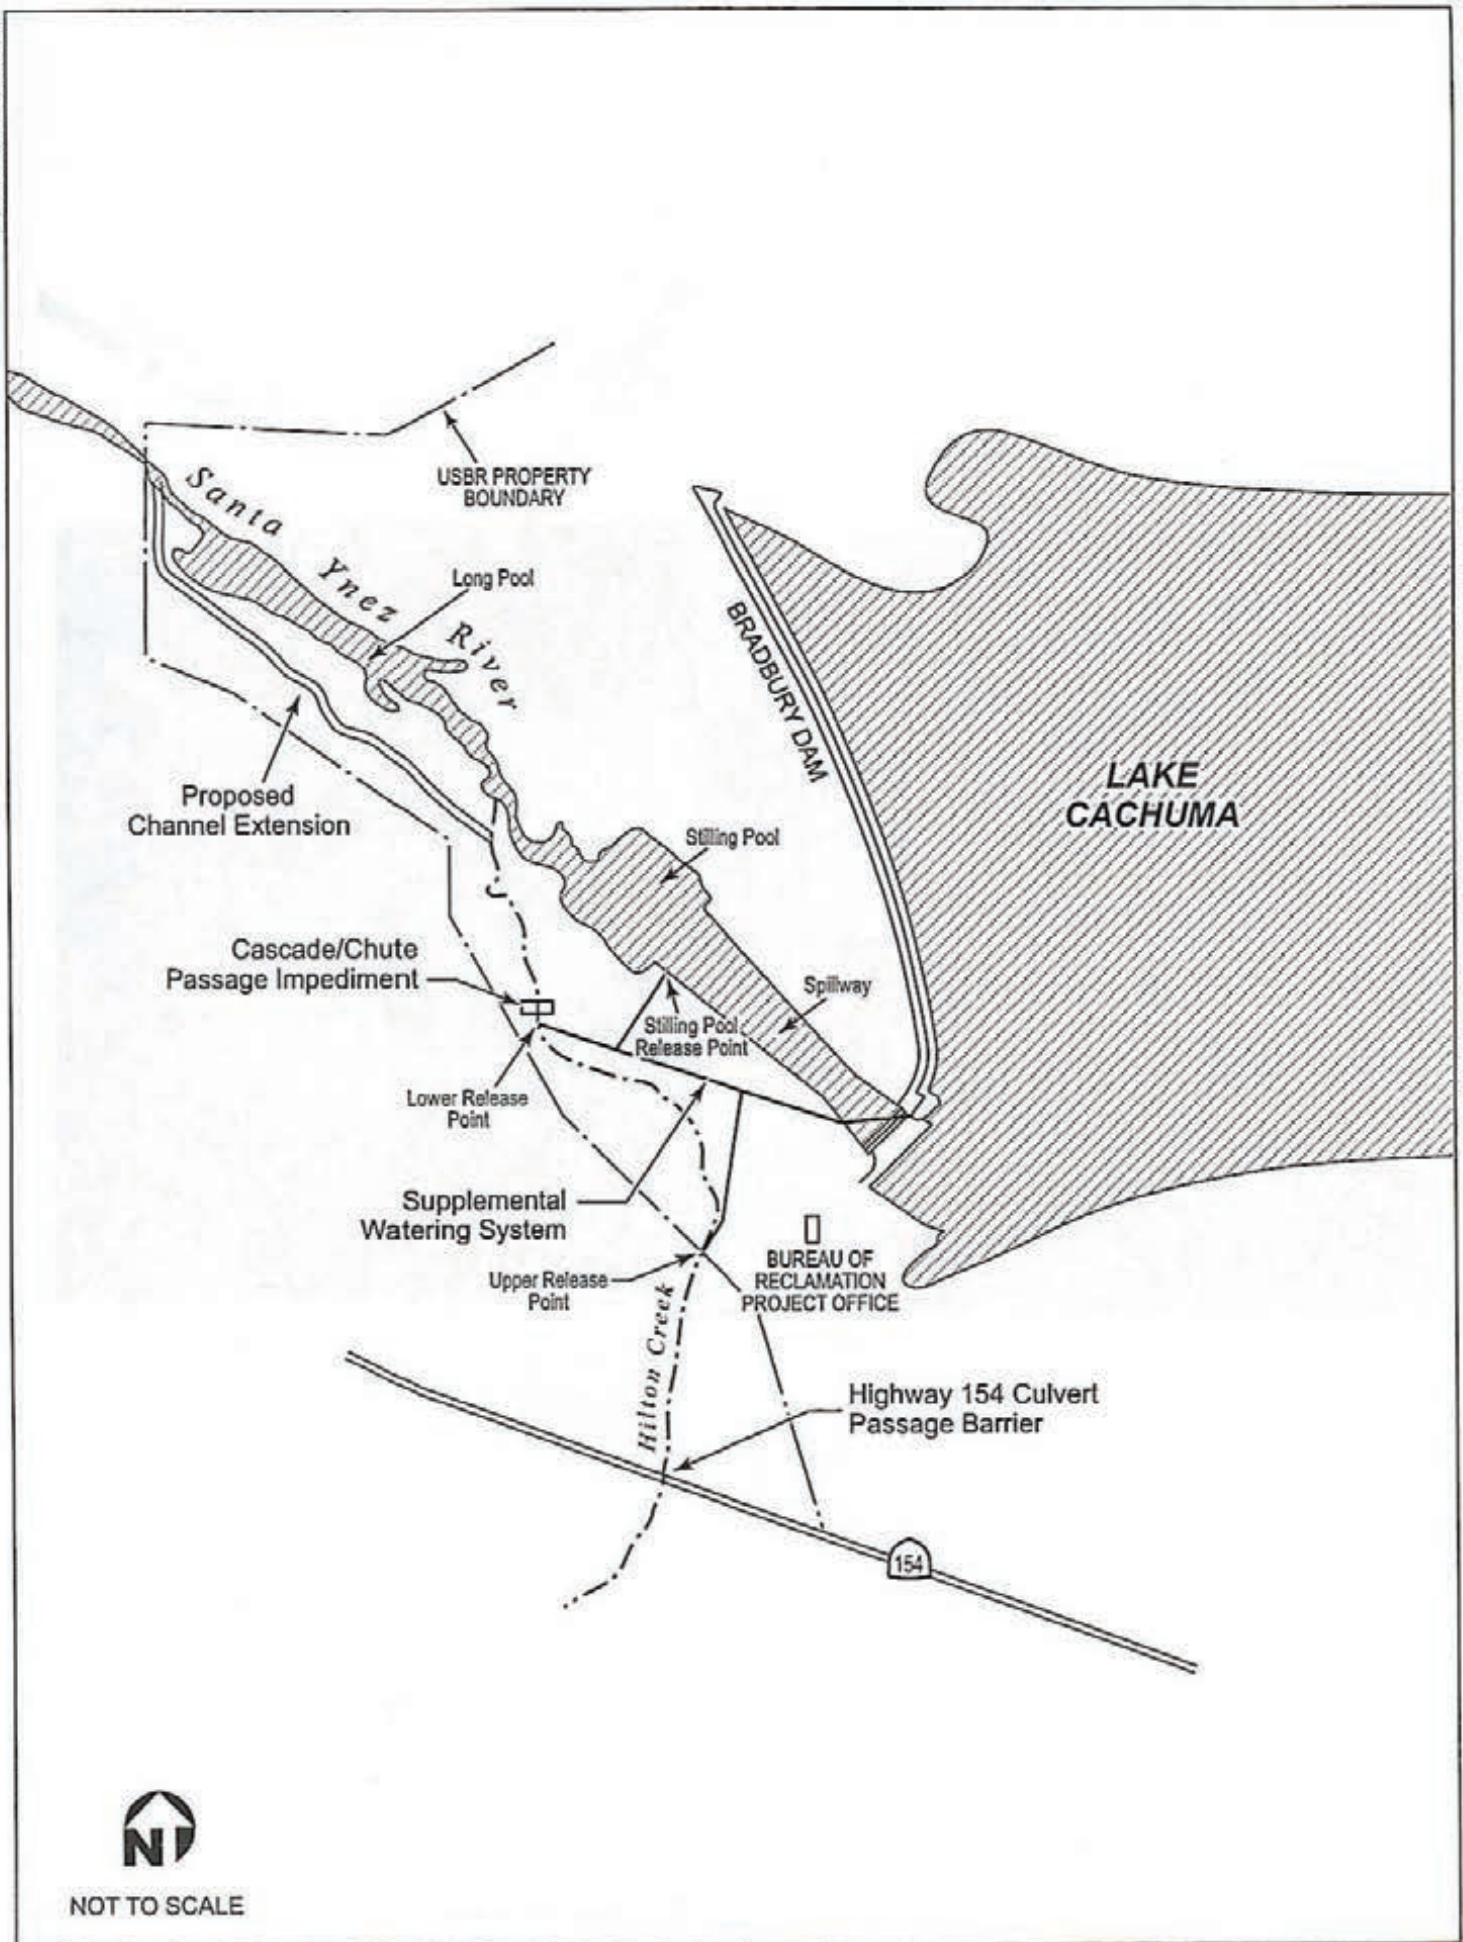 USBR PROPERTY
BOUNDARY
Santa Ynez River
Long Pool
BRADBURY DAM
LAKE
CACHUMA
Proposed
Channel Extension
Stilling Pool
Cascade/Chute
Passage Impediment
Spillway
Stilling Pool
Release Point
Lower Release
Point
Supplemental
Watering System
BUREAU OF
RECLAMATION
PROJECT OFFICE
Upper Release
Point
Hilton Creek
Highway 154 Culvert
Passage Barrier
154
N
NOT TO SCALE